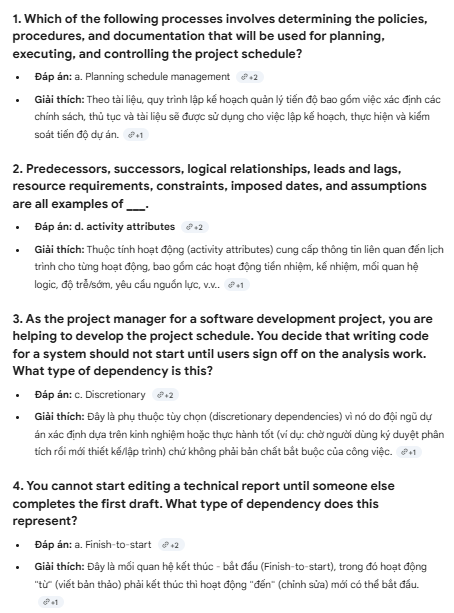 1. Which of the following processes involves determining the policies,
procedures, and documentation that will be used for planning,
executing, and controlling the project schedule?
• Đáp án: a. Planning schedule management +2
• Giải thích: Theo tài liệu, quy trình lập kế hoạch quản lý tiến độ bao gồm việc xác định các
chính sách, thủ tục và tài liệu sẽ được sử dụng cho việc lập kế hoạch, thực hiện và kiểm
soát tiến độ dự án. +1
2. Predecessors, successors, logical relationships, leads and lags,
resource requirements, constraints, imposed dates, and assumptions
are all examples of ___.
• Đáp án: d. activity attributes +2
• Giải thích: Thuộc tính hoạt động (activity attributes) cung cấp thông tin liên quan đến lịch
trình cho từng hoạt động, bao gồm các hoạt động tiền nhiệm, kế nhiệm, mối quan hệ
logic, độ trễ/sớm, yêu cầu nguồn lực, v.v.. +1
3. As the project manager for a software development project, you are
helping to develop the project schedule. You decide that writing code
for a system should not start until users sign off on the analysis work.
What type of dependency is this?
• Đáp án: c. Discretionary +2
• Giải thích: Đây là phụ thuộc tùy chọn (discretionary dependencies) vì nó do đội ngũ dự
án xác định dựa trên kinh nghiệm hoặc thực hành tốt (ví dụ: chờ người dùng ký duyệt phân
tích rồi mới thiết kế/lập trình) chứ không phải bản chất bắt buộc của công việc. +1
4. You cannot start editing a technical report until someone else
completes the first draft. What type of dependency does this
represent?
• Đáp án: a. Finish-to-start +2
• Giải thích: Đây là mối quan hệ kết thúc - bắt đầu (Finish-to-start), trong đó hoạt động
"từ" (viết bản thảo) phải kết thúc thì hoạt động "đến" (chỉnh sửa) mới có thể bắt đầu.
+1